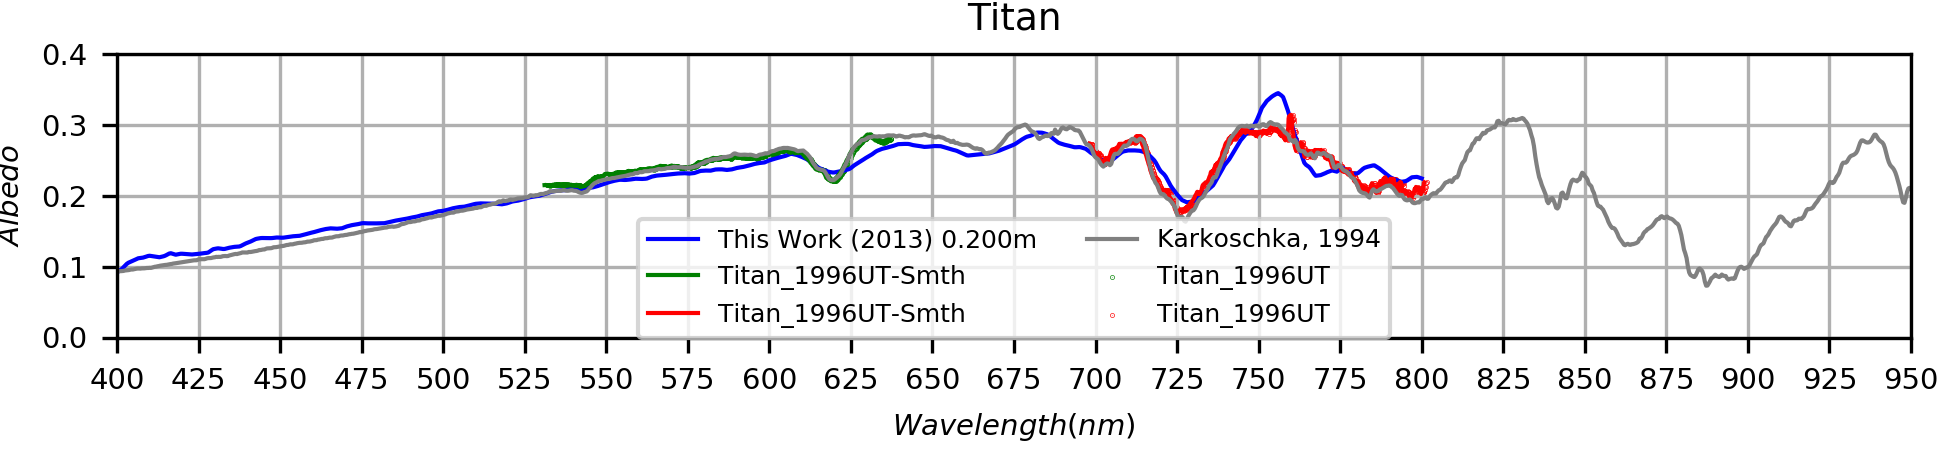 Titan
Albedo
0.4
0.3
0.2
0.1
0.0
This Work (2013) 0.200m
Titan_1996UT-Smth
Titan_1996UT-Smth
Karkoschka, 1994
Titan_1996UT
Titan_1996UT
400 425 450 475 500 525 550 575 600 625 650 675 700 725 750 775 800 825 850 875 900 925 950
Wavelength(nm)